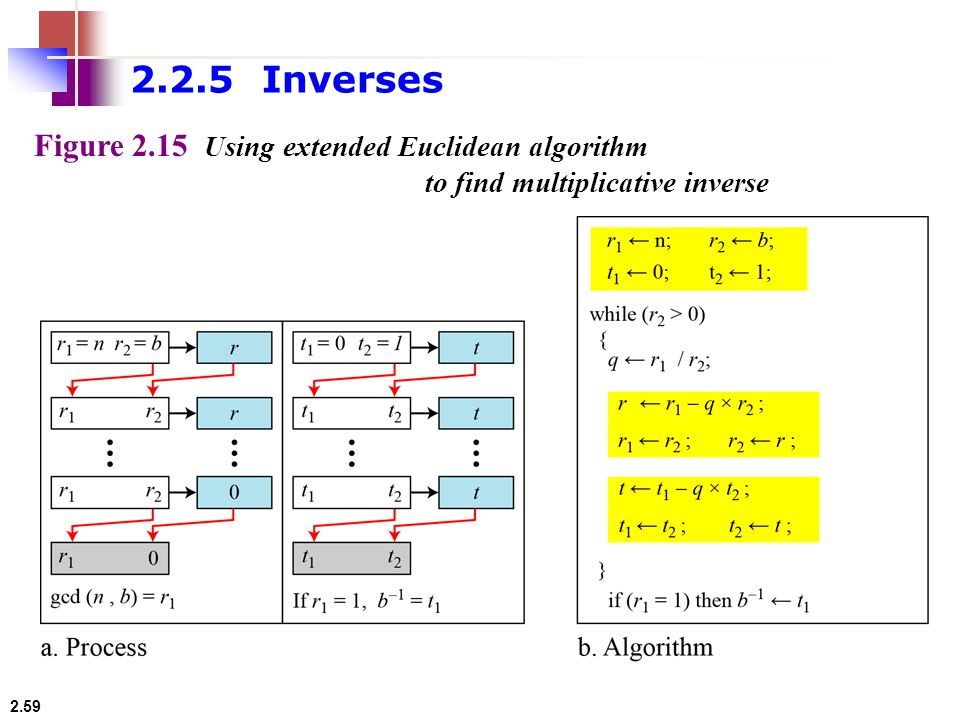 2.2.5 Inverses
Figure 2.15 Using extended Euclidean algorithm
to find multiplicative inverse
r₁ = n r₂ = b r
r₁ r₂ r
⋮ ⋮
r₁ r₂ 0
r₁ 0
gcd (n , b) = r₁
t₁ = 0 t₂ = 1 t
t₁ t₂ t
⋮ ⋮
t₁ t₂ t
t₁ t₂
If r₁ = 1, b⁻¹ = t₁
a. Process
r₁ ← n; r₂ ← b;
t₁ ← 0; t₂ ← 1;
while (r₂ > 0)
{
q ← r₁ / r₂;
r ← r₁ – q × r₂ ;
r₁ ← r₂ ; r₂ ← r ;
t ← t₁ – q × t₂ ;
t₁ ← t₂ ; t₂ ← t ;
}
if (r₁ = 1) then b⁻¹ ← t₁
b. Algorithm
2.59